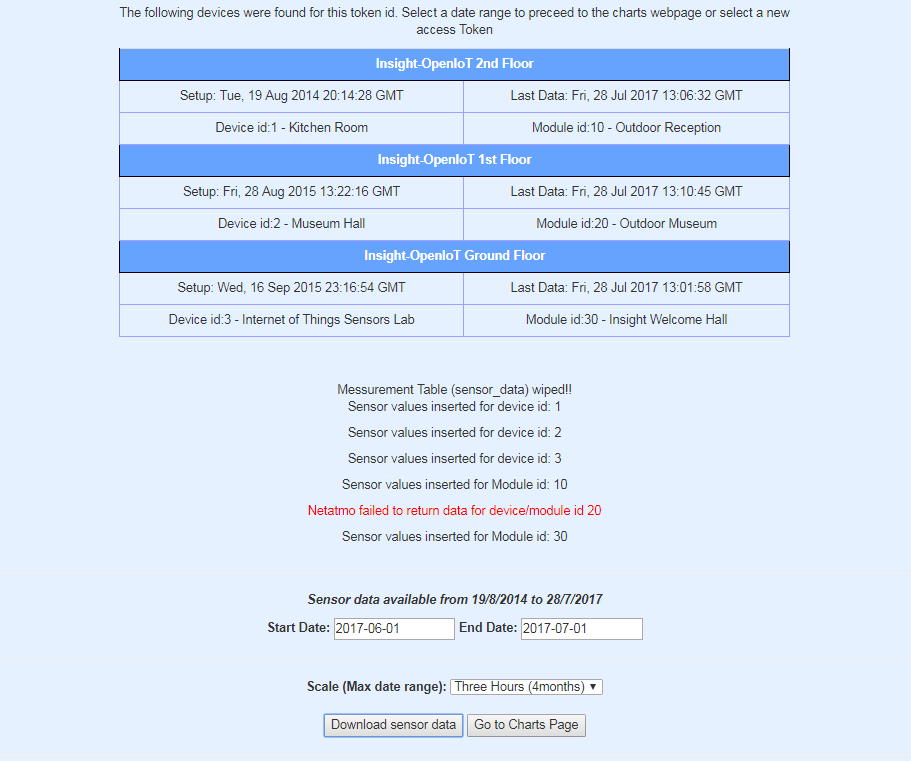 The following devices were found for this token id. Select a date range to preceed to the charts webpage or select a new
access Token
Insight-OpenIoT 2nd Floor
Setup: Tue, 19 Aug 2014 20:14:28 GMT Last Data: Fri, 28 Jul 2017 13:06:32 GMT
Device id:1 - Kitchen Room Module id:10 - Outdoor Reception
Insight-OpenIoT 1st Floor
Setup: Fri, 28 Aug 2015 13:22:16 GMT Last Data: Fri, 28 Jul 2017 13:10:45 GMT
Device id:2 - Museum Hall Module id:20 - Outdoor Museum
Insight-OpenIoT Ground Floor
Setup: Wed, 16 Sep 2015 23:16:54 GMT Last Data: Fri, 28 Jul 2017 13:01:58 GMT
Device id:3 - Internet of Things Sensors Lab Module id:30 - Insight Welcome Hall
Messurement Table (sensor_data) wiped!!
Sensor values inserted for device id: 1
Sensor values inserted for device id: 2
Sensor values inserted for device id: 3
Sensor values inserted for Module id: 10
Netatmo failed to return data for device/module id 20
Sensor values inserted for Module id: 30
Sensor data available from 19/8/2014 to 28/7/2017
Start Date: 2017-06-01 End Date: 2017-07-01
Scale (Max date range): Three Hours (4months) ▼
Download sensor data Go to Charts Page